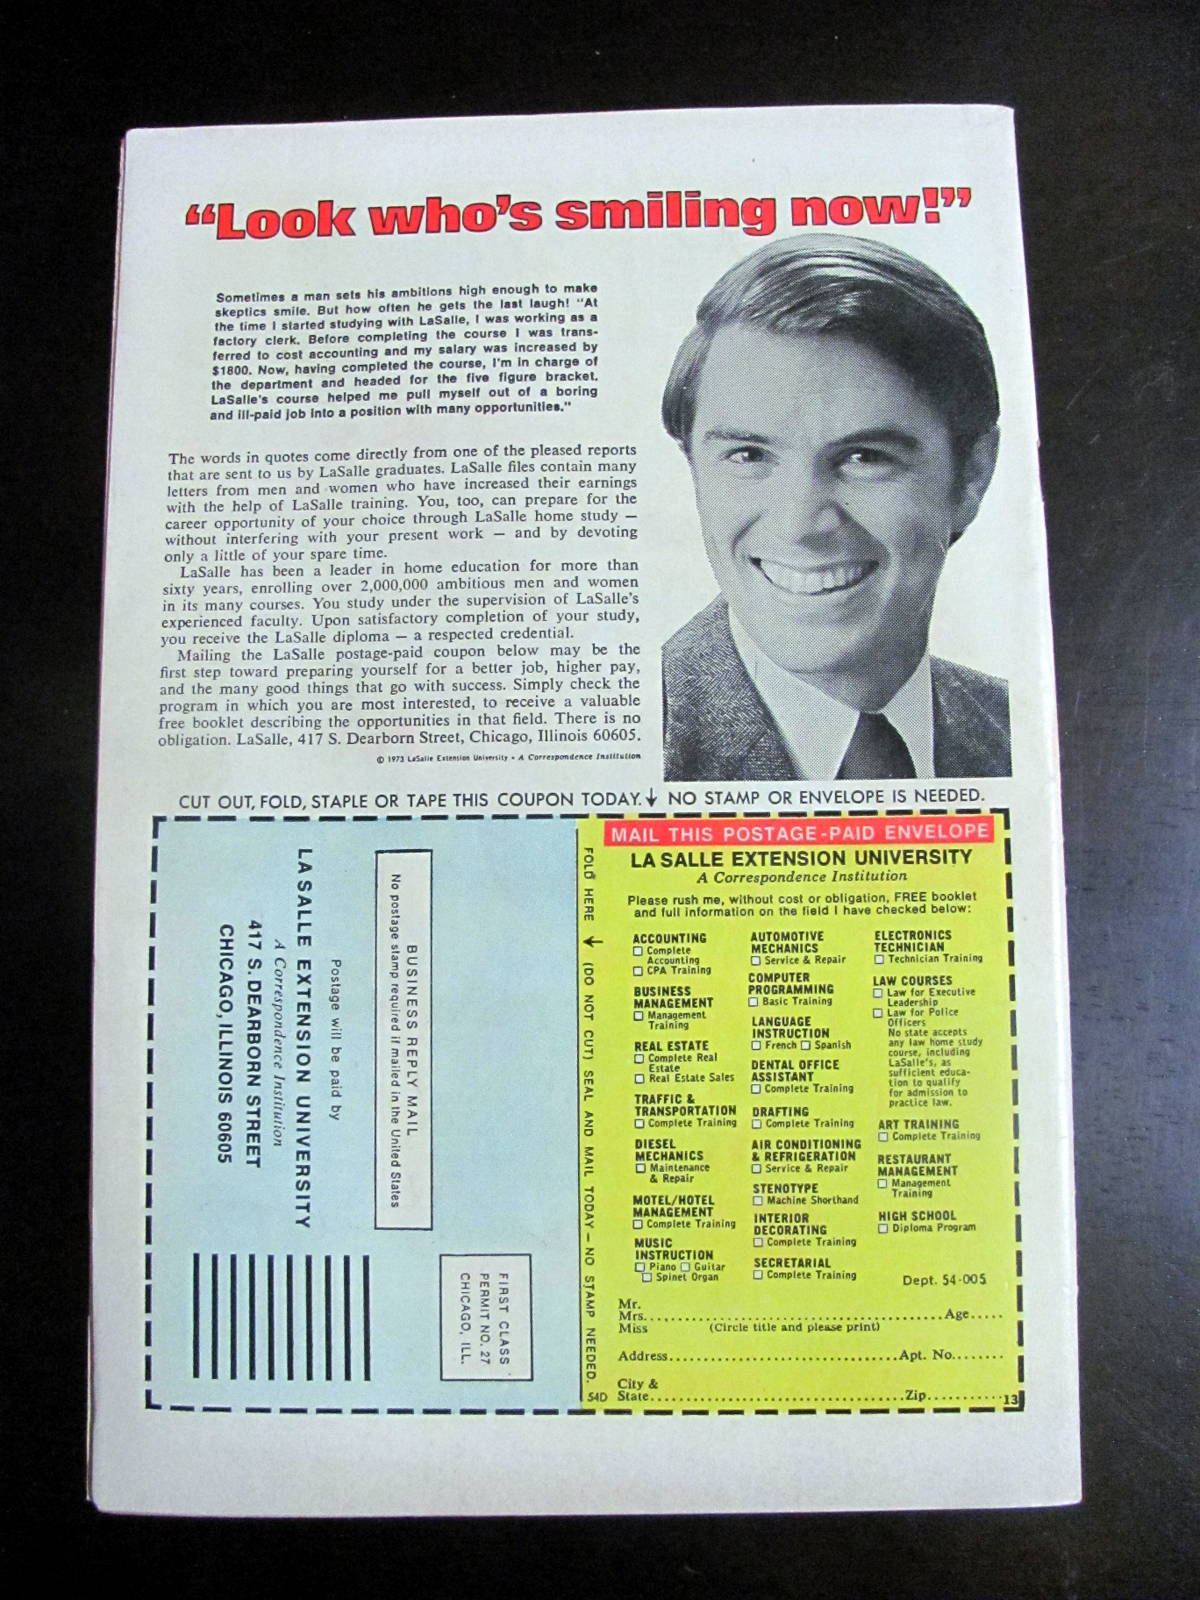 “Look who's smiling now!”
Sometimes a man sets his ambitions high enough to make
skeptics smile. But how often he gets the last laugh! "At
the time I started studying with LaSalle, I was working as a
factory clerk. Before completing the course I was trans-
ferred to cost accounting and my salary was increased by
$1800. Now, having completed the course, I'm in charge of
the department and headed for the five figure bracket.
LaSalle's course helped me pull myself out of a boring
and ill-paid job into a position with many opportunities."
The words in quotes come directly from one of the pleased reports
that are sent to us by LaSalle graduates. LaSalle files contain many
letters from men and women who have increased their earnings
with the help of LaSalle training. You, too, can prepare for the
career opportunity of your choice through LaSalle home study —
without interfering with your present work — and by devoting
only a little of your spare time.
LaSalle has been a leader in home education for more than
sixty years, enrolling over 2,000,000 ambitious men and women
in its many courses. You study under the supervision of LaSalle's
experienced faculty. Upon satisfactory completion of your study,
you receive the LaSalle diploma — a respected credential.
Mailing the LaSalle postage-paid coupon below may be the
first step toward preparing yourself for a better job, higher pay,
and the many good things that go with success. Simply check the
program in which you are most interested, to receive a valuable
free booklet describing the opportunities in that field. There is no
obligation. LaSalle, 417 S. Dearborn Street, Chicago, Illinois 60605.
© 1973 LaSalle Extension University • A Correspondence Institution
CUT OUT, FOLD, STAPLE OR TAPE THIS COUPON TODAY. ↓ NO STAMP OR ENVELOPE IS NEEDED.
FIRST CLASS
PERMIT NO. 27
CHICAGO, ILL.
BUSINESS REPLY MAIL
No postage stamp required if mailed in the United States
Postage will be paid by
LA SALLE EXTENSION UNIVERSITY
A Correspondence Institution
417 S. DEARBORN STREET
CHICAGO, ILLINOIS 60605
FOLD HERE → (DO NOT CUT) SEAL AND MAIL TODAY — NO STAMP NEEDED.
54D
MAIL THIS POSTAGE-PAID ENVELOPE
LA SALLE EXTENSION UNIVERSITY
A Correspondence Institution
Please rush me, without cost or obligation, FREE booklet
and full information on the field I have checked below:
ACCOUNTING
☐ Complete
Accounting
☐ CPA Training
BUSINESS
MANAGEMENT
☐ Management
Training
REAL ESTATE
☐ Complete Real
Estate
☐ Real Estate Sales
TRAFFIC &
TRANSPORTATION
☐ Complete Training
DIESEL
MECHANICS
☐ Maintenance
& Repair
MOTEL/HOTEL
MANAGEMENT
☐ Complete Training
MUSIC
INSTRUCTION
☐ Piano ☐ Guitar
☐ Spinet Organ
AUTOMOTIVE
MECHANICS
☐ Service & Repair
COMPUTER
PROGRAMMING
☐ Basic Training
LANGUAGE
INSTRUCTION
☐ French ☐ Spanish
DENTAL OFFICE
ASSISTANT
☐ Complete Training
DRAFTING
☐ Complete Training
AIR CONDITIONING
& REFRIGERATION
☐ Service & Repair
STENOTYPE
☐ Machine Shorthand
INTERIOR
DECORATING
☐ Complete Training
SECRETARIAL
☐ Complete Training
ELECTRONICS
TECHNICIAN
☐ Technician Training
LAW COURSES
☐ Law for Executive
Leadership
☐ Law for Police
Officers
No state accepts
any law home study
course, including
LaSalle's, as
sufficient educa-
tion to qualify
for admission to
practice law.
ART TRAINING
☐ Complete Training
RESTAURANT
MANAGEMENT
☐ Management
Training
HIGH SCHOOL
☐ Diploma Program
Dept. 54-005
Mr.
Mrs.....Age.....
Miss (Circle title and please print)
Address.....Apt. No.....
City &
State.....Zip.....13